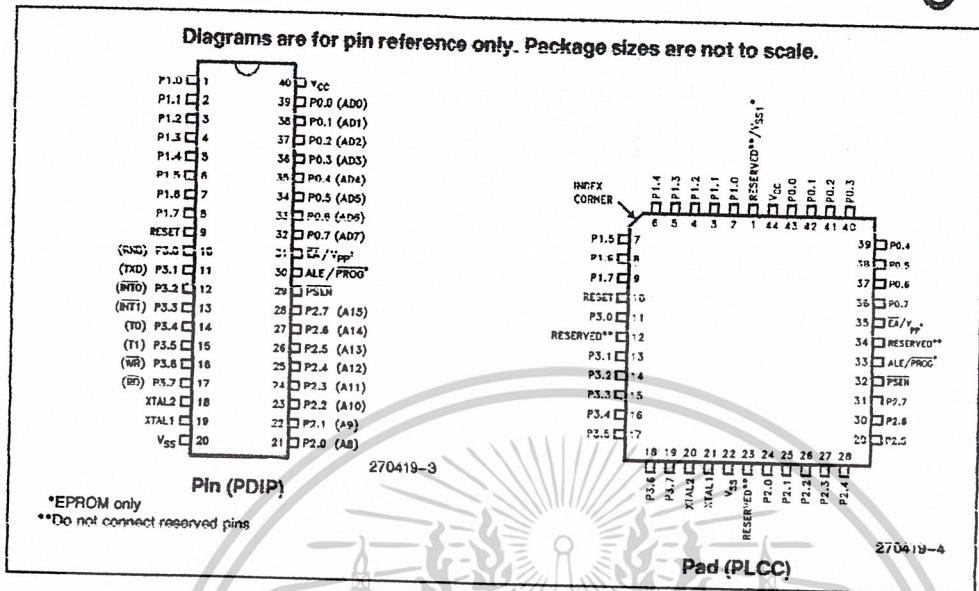 Diagrams are for pin reference only. Package sizes are not to scale.
P1.0 1
P1.1 2
P1.2 3
P1.3 4
P1.4 5
P1.5 6
P1.6 7
P1.7 8
RESET 9
(RXD) P3.0 10
(TXD) P3.1 11
(INT0) P3.2 12
(INT1) P3.3 13
(T0) P3.4 14
(T1) P3.5 15
(WR) P3.6 16
(RD) P3.7 17
XTAL2 18
XTAL1 19
VSS 20
40 VCC
39 P0.0 (AD0)
38 P0.1 (AD1)
37 P0.2 (AD2)
36 P0.3 (AD3)
35 P0.4 (AD4)
34 P0.5 (AD5)
33 P0.6 (AD6)
32 P0.7 (AD7)
31 EA/VPP*
30 ALE/PROG*
29 PSEN
28 P2.7 (A15)
27 P2.6 (A14)
26 P2.5 (A13)
25 P2.4 (A12)
24 P2.3 (A11)
23 P2.2 (A10)
22 P2.1 (A9)
21 P2.0 (A8)
270419-3
Pin (PDIP)
*EPROM only
**Do not connect reserved pins
INDEX
CORNER
P1.4 P1.3 P1.2 P1.1 P1.0 RESERVED**/VSS1* VCC P0.0 P0.1 P0.2 P0.3
6 5 4 3 2 1 44 43 42 41 40
P1.5 7
P1.6 8
P1.7 9
RESET 10
P3.0 11
RESERVED** 12
P3.1 13
P3.2 14
P3.3 15
P3.4 16
P3.5 17
39 P0.4
38 P0.5
37 P0.6
36 P0.7
35 EA/VPP*
34 RESERVED**
33 ALE/PROG*
32 PSEN
31 P2.7
30 P2.6
29 P2.5
18 19 20 21 22 23 24 25 26 27 28
P3.6 P3.7 XTAL2 XTAL1 VSS RESERVED** P2.0 P2.1 P2.2 P2.3 P2.4
270419-4
Pad (PLCC)